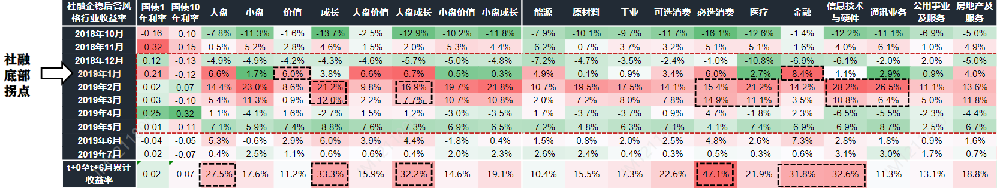 社融企稳后各风格行业收益率 国债1年利率 国债10年利率 大盘 小盘 价值 成长 大盘价值 大盘成长 小盘价值 小盘成长 能源 原材料 工业 可选消费 必选消费 医疗 金融 信息技术与硬件 通讯业务 公用事业及服务 房地产及服务
2018年10月 -0.16 -0.10 -7.8% -11.3% -1.6% -13.7% -2.5% -12.9% -10.2% -11.8% -7.9% -10.1% -9.7% -11.7% -16.1% -12.6% -1.4% -12.2% -11.1% -6.9% -5.0%
2018年11月 -0.32 -0.15 0.5% 5.2% -2.8% 4.6% -1.5% 2.0% 5.3% 4.4% -6.2% -0.7% 3.7% 3.2% 5.1% 5.1% -1.6% 4.0% 6.1% 1.0% 4.9%
2018年12月 0.12 -0.13 -4.9% -4.9% -4.2% -4.3% -4.6% -5.7% -5.0% -4.8% -7.2% -4.7% -3.5% -2.4% -1.0% -10.8% -6.9% -6.1% -2.0% 2.0% -5.0%
社融底部拐点
2019年1月 -0.21 -0.12 6.6% -1.7% 6.0% 3.8% 6.6% 6.7% -0.5% -0.3% 4.9% -0.1% 0.9% 3.4% 6.0% -2.7% 8.4% 1.1% -2.9% -0.9% 4.0%
2019年2月 0.02 0.07 14.4% 23.0% 8.6% 21.2% 9.8% 16.9% 19.7% 21.8% 10.7% 19.5% 17.5% 14.1% 15.4% 21.2% 14.2% 28.2% 26.5% 11.1% 13.6%
2019年3月 0.03 -0.10 5.4% 11.3% 0.9% 12.0% 2.2% 7.7% 10.7% 10.8% 2.0% 7.2% 8.0% 7.8% 14.9% 11.1% 3.5% 10.8% 6.4% 5.0% 11.8%
2019年4月 0.25 0.32 1.1% -4.1% 1.6% -2.7% 1.5% 1.2% -3.0% -3.5% 1.7% -3.7% -3.7% 0.9% 4.7% -1.8% 2.3% -6.5% -5.5% -2.3% -4.4%
2019年5月 -0.01 -0.11 -7.1% -5.9% -7.4% -8.8% -7.6% -7.3% -6.9% -6.5% -7.2% -4.8% -6.3% -7.1% -4.1% -7.4% -6.9% -6.9% -8.7% -2.5% -6.7%
2019年6月 -0.04 -0.05 5.3% -0.6% 2.9% 6.0% 3.9% 4.4% -1.8% 0.4% 1.5% 0.8% 2.0% 2.5% 4.8% 2.6% 7.3% 2.8% 1.8% 0.9% 1.6%
2019年7月 -0.02 -0.07 0.4% -2.5% -1.1% 0.6% -0.6% 0.4% -2.0% -2.3% -2.6% -2.4% -0.4% 0.3% -0.5% -0.3% 0.6% 3.1% -3.0% 1.7% -0.7%
t+0至t+6月累计收益率 0.02 -0.07 27.5% 17.6% 11.2% 33.3% 15.9% 32.2% 14.6% 19.1% 10.4% 15.5% 17.3% 22.6% 47.1% 21.9% 31.8% 32.6% 11.3% 13.1% 18.8%